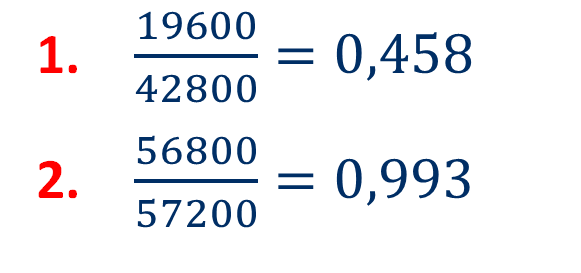 1. 19600/42800 = 0,458
2. 56800/57200 = 0,993